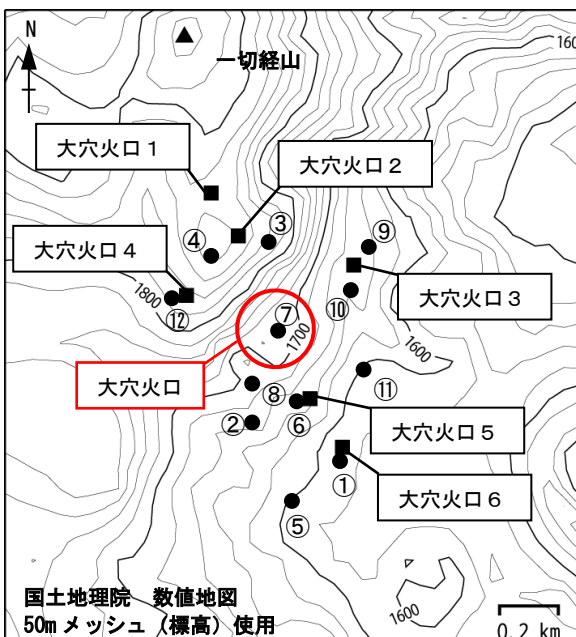 N
一切経山
160
大穴火口1
大穴火口2
④
③
⑨
大穴火口4
1800
⑫
⑩
大穴火口3
⑦
1700
1600
大穴火口
⑧
⑪
②
⑥
大穴火口5
①
大穴火口6
⑤
国土地理院 数値地図
50mメッシュ(標高)使用
1600
0.2 km